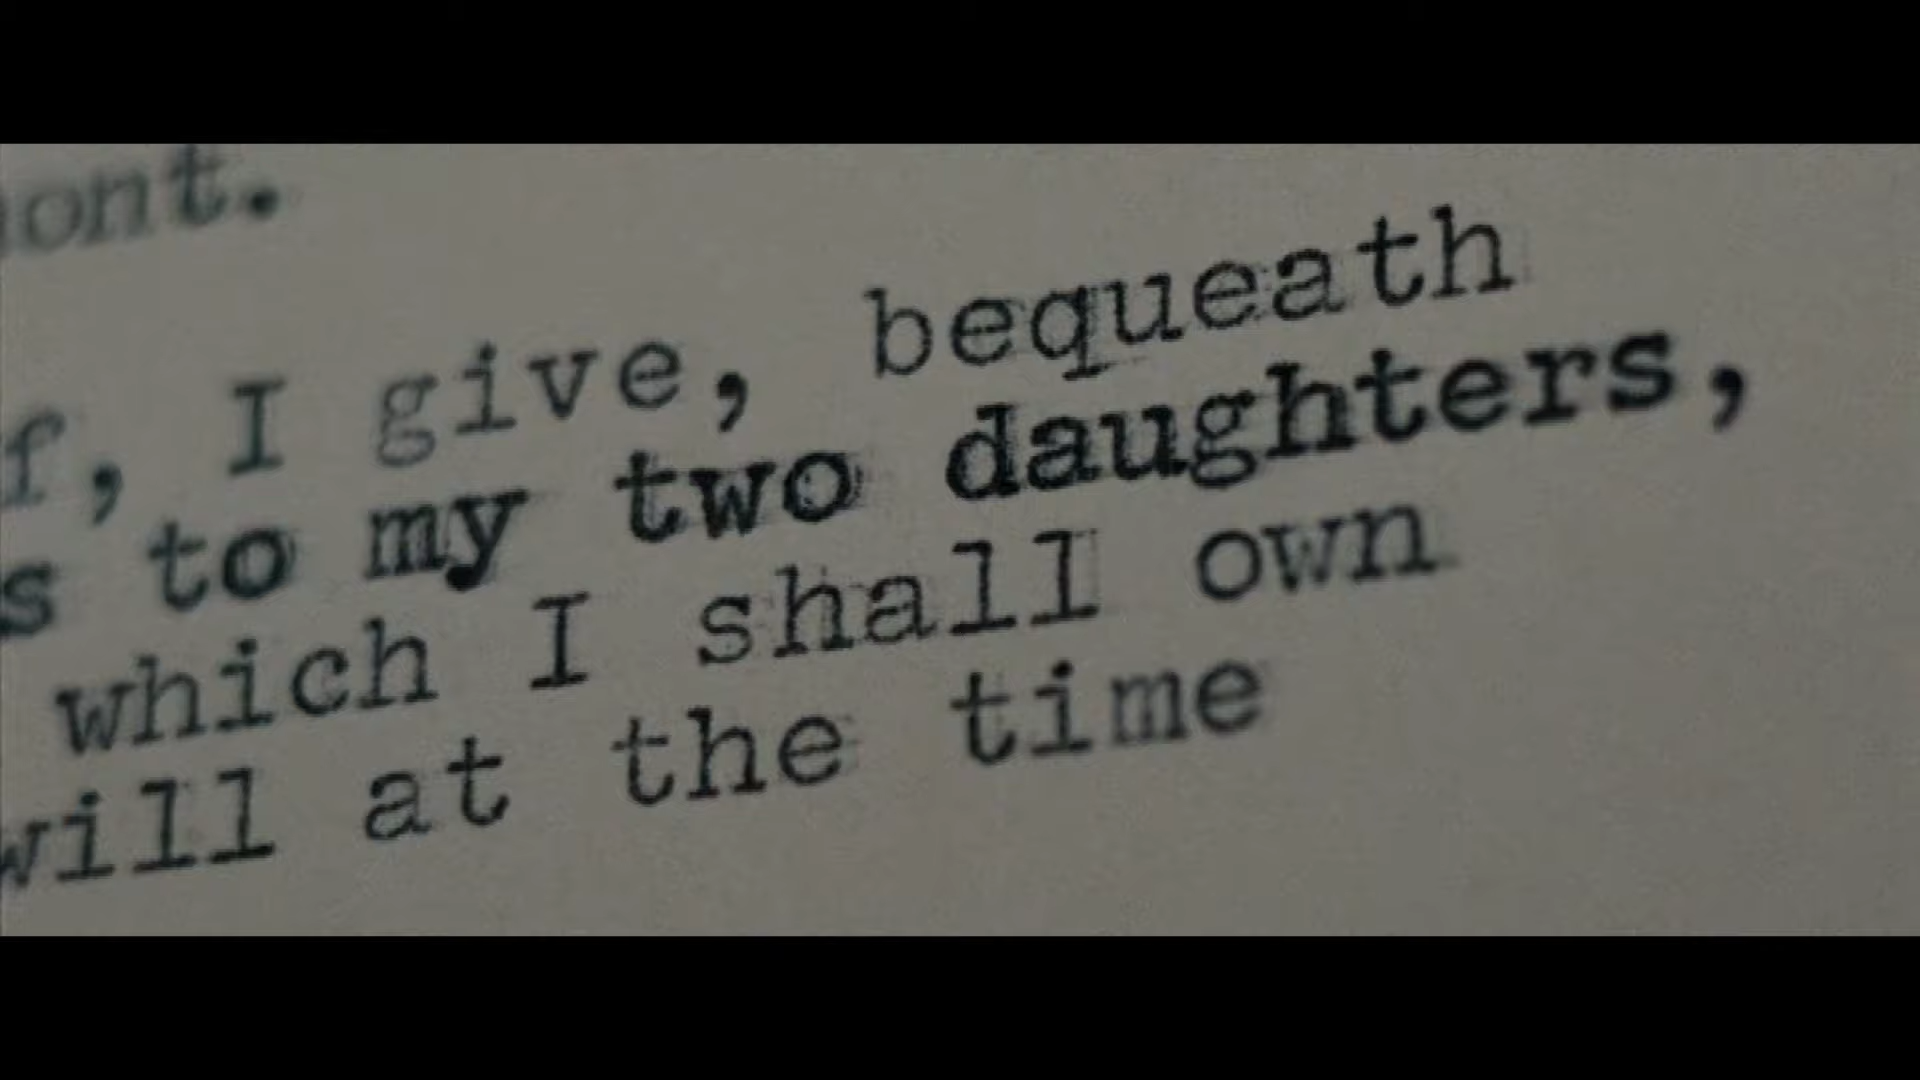 ont.
f, I give, bequeath
s to my two daughters,
which I shall own
will at the time